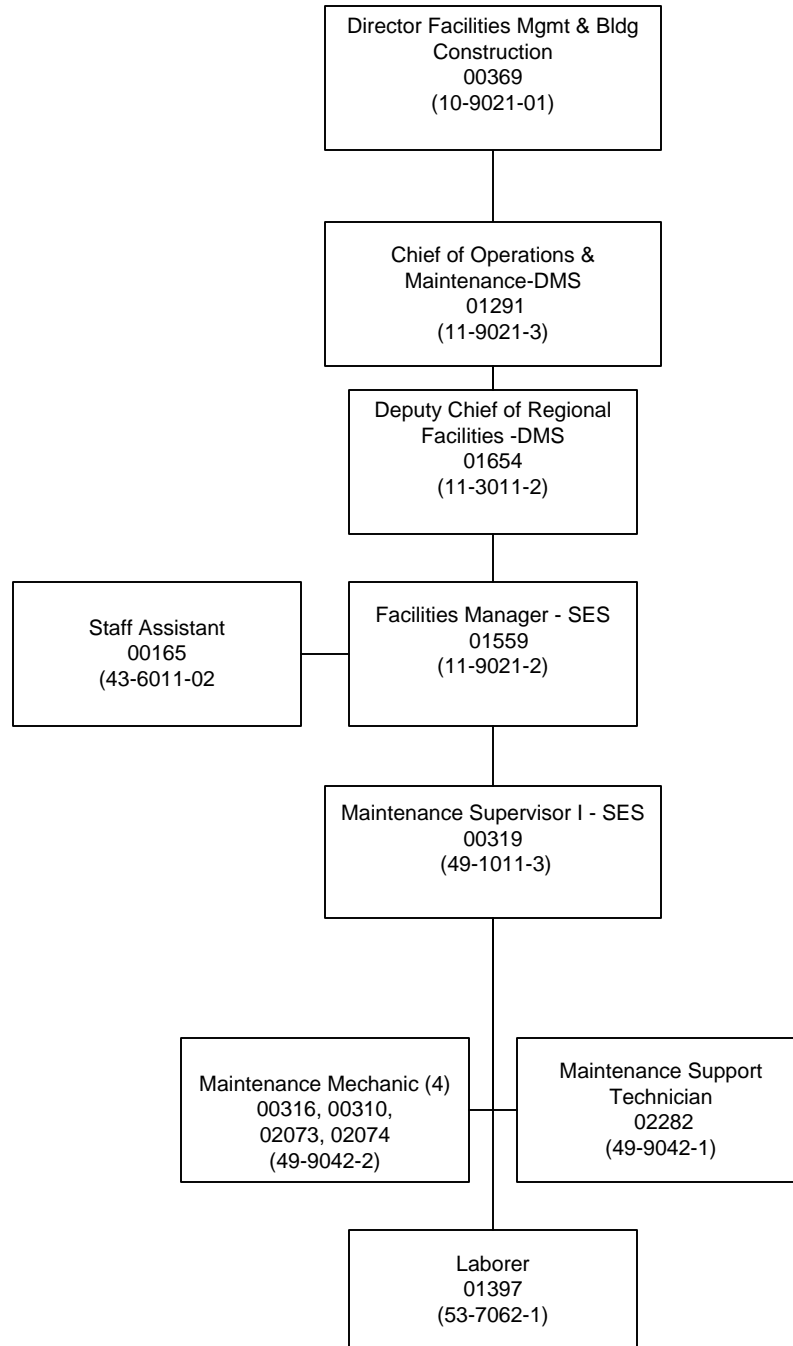 Director Facilities Mgmt & Bldg
Construction
00369
(10-9021-01)
Chief of Operations &
Maintenance-DMS
01291
(11-9021-3)
Deputy Chief of Regional
Facilities -DMS
01654
(11-3011-2)
Staff Assistant
00165
(43-6011-02
Facilities Manager - SES
01559
(11-9021-2)
Maintenance Supervisor I - SES
00319
(49-1011-3)
Maintenance Mechanic (4)
00316, 00310,
02073, 02074
(49-9042-2)
Maintenance Support
Technician
02282
(49-9042-1)
Laborer
01397
(53-7062-1)